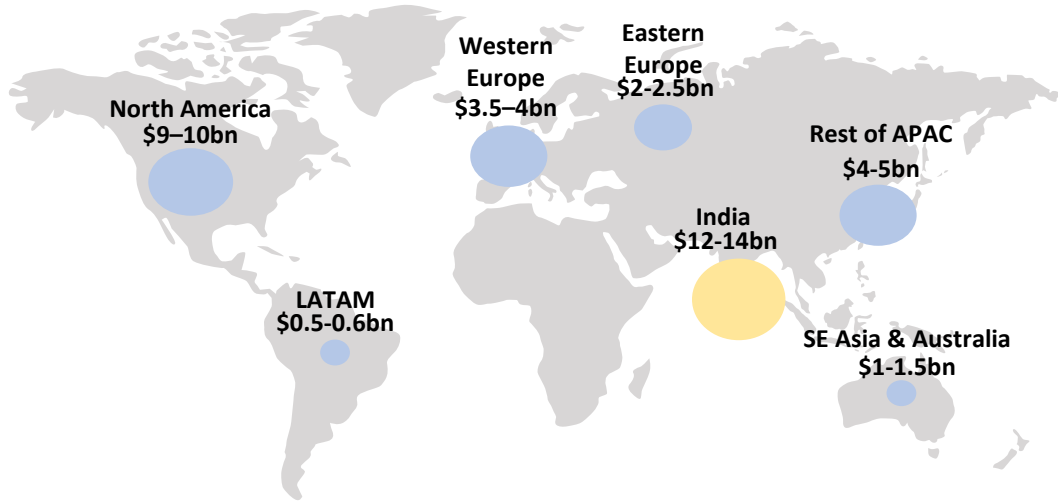 North America
$9–10bn
Western
Europe
$3.5–4bn
Eastern
Europe
$2-2.5bn
Rest of APAC
$4-5bn
India
$12-14bn
LATAM
$0.5-0.6bn
SE Asia & Australia
$1-1.5bn